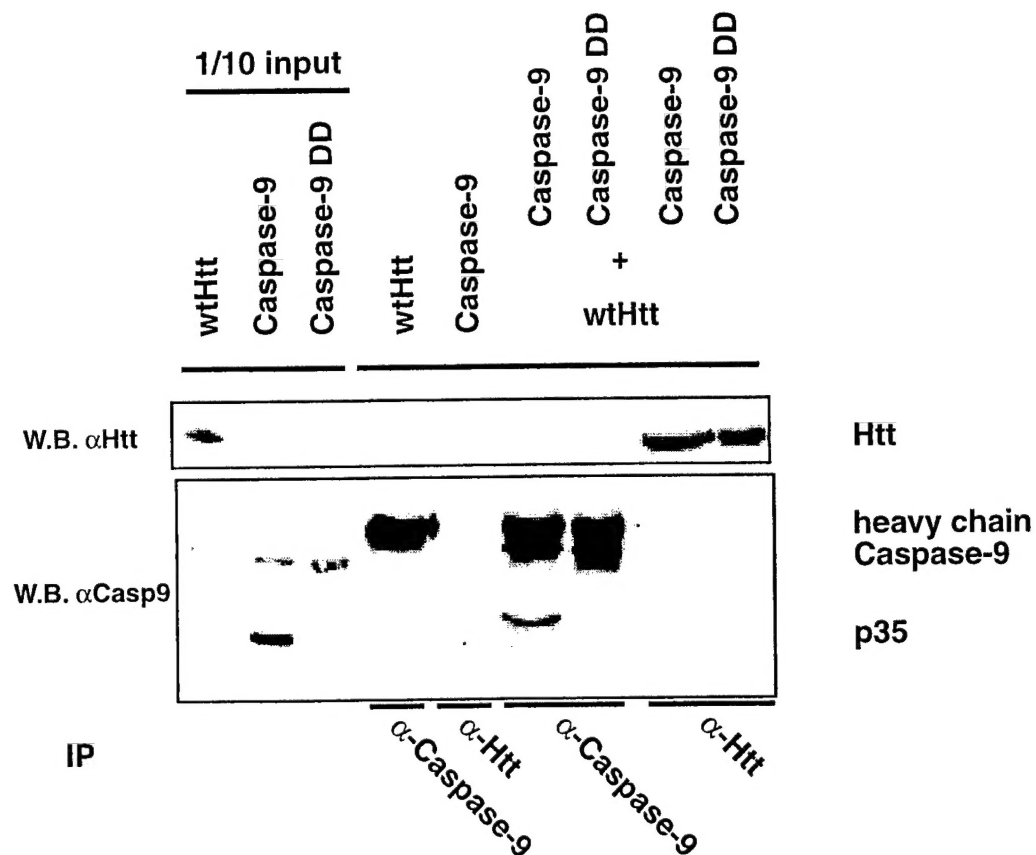 1/10 input
wtHtt
Caspase-9
Caspase-9 DD
wtHtt
Caspase-9
Caspase-9
Caspase-9 DD
Caspase-9
Caspase-9 DD
+
wtHtt
W.B. αHtt
Htt
W.B. αCasp9
heavy chain
Caspase-9
p35
IP
α-Caspase-9
α-Htt
α-Caspase-9
α-Htt